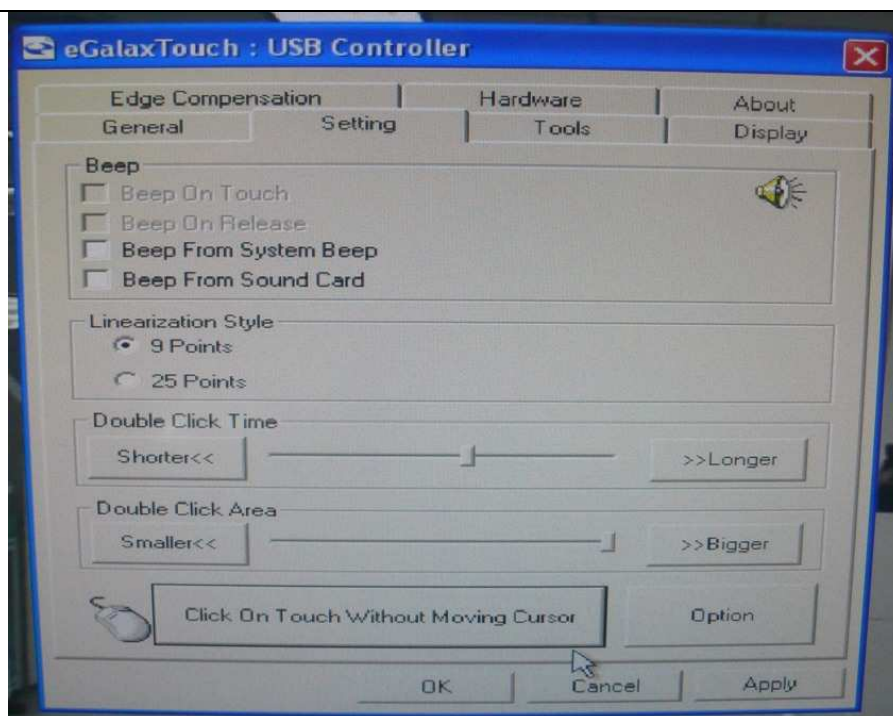 eGalaxTouch : USB Controller
Edge Compensation Hardware About
General Setting Tools Display
Beep
Beep On Touch
Beep On Release
Beep From System Beep
Beep From Sound Card
Linearization Style
9 Points
25 Points
Double Click Time
Shorter<< >>Longer
Double Click Area
Smaller<< >>Bigger
Click On Touch Without Moving Cursor Option
OK Cancel Apply